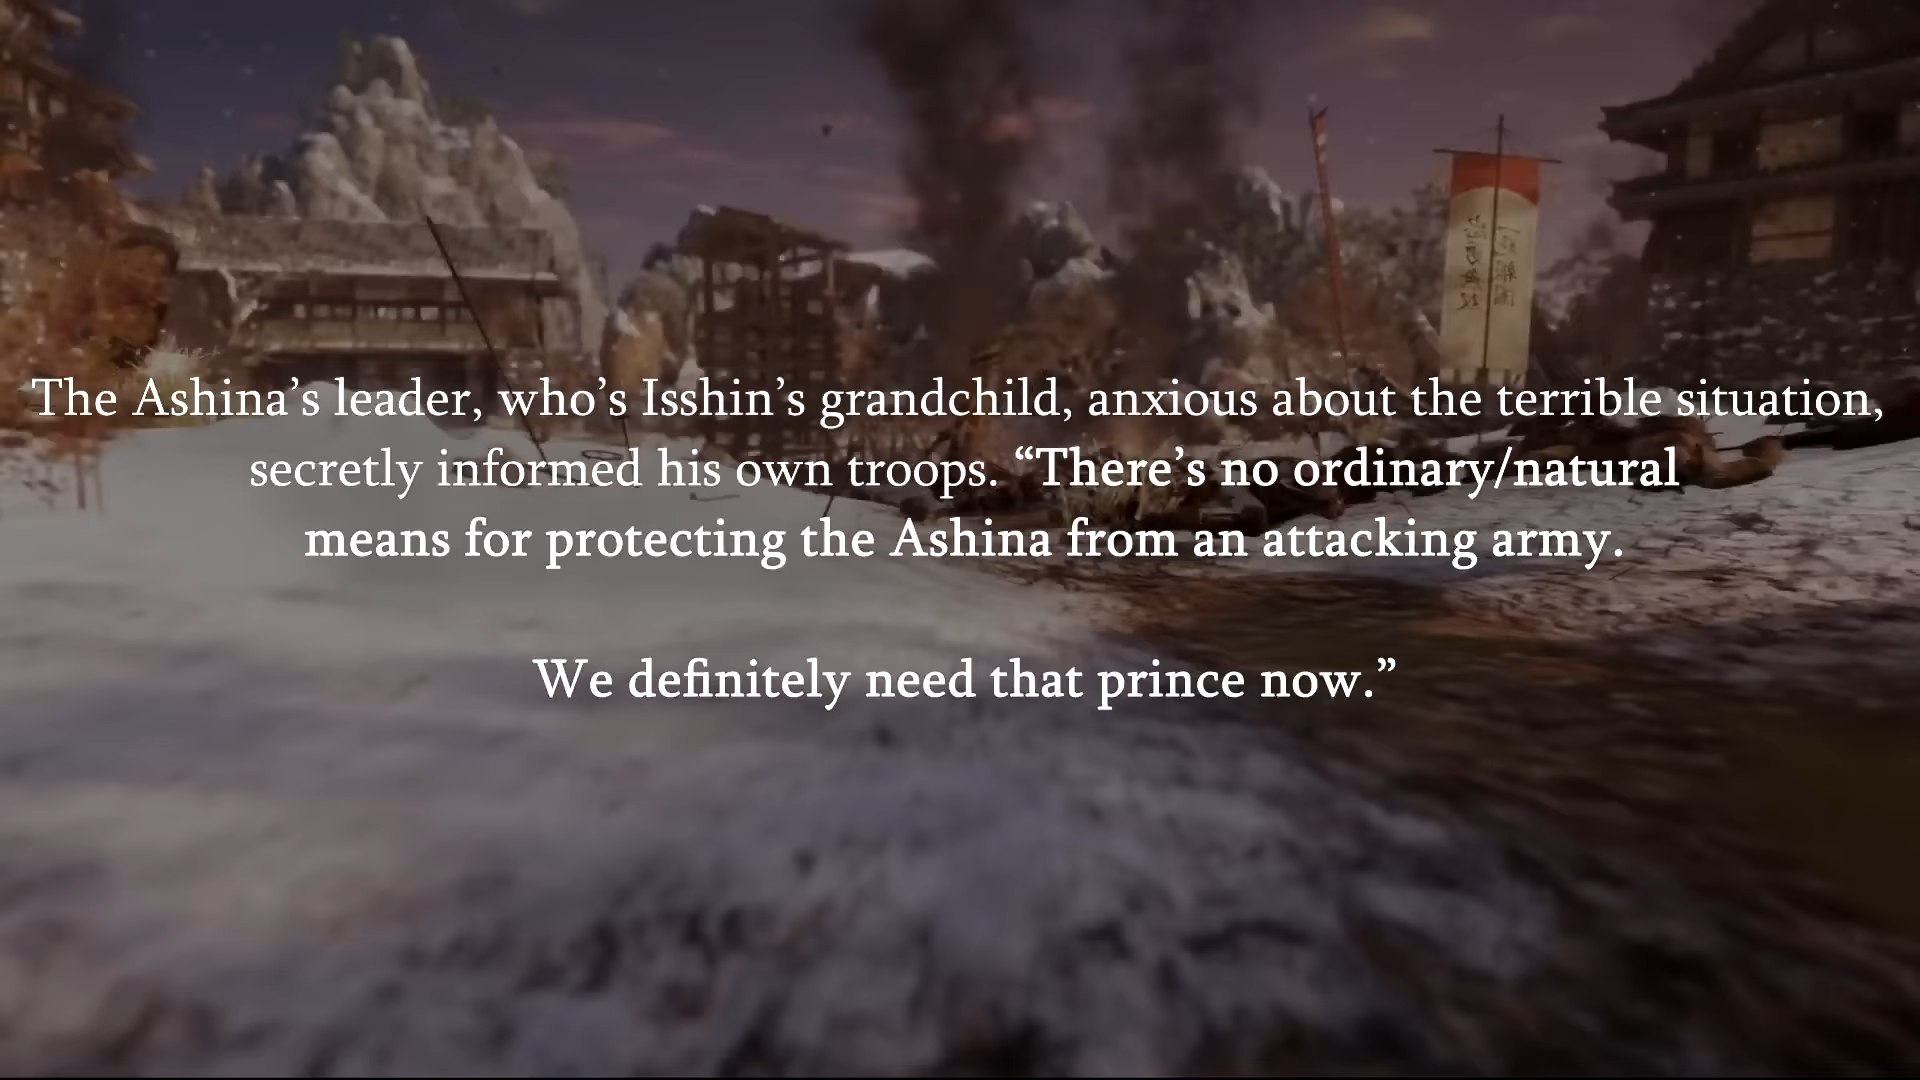 The Ashina’s leader, who’s Isshin’s grandchild, anxious about the terrible situation,
secretly informed his own troops. “There’s no ordinary/natural
means for protecting the Ashina from an attacking army.
We definitely need that prince now.”